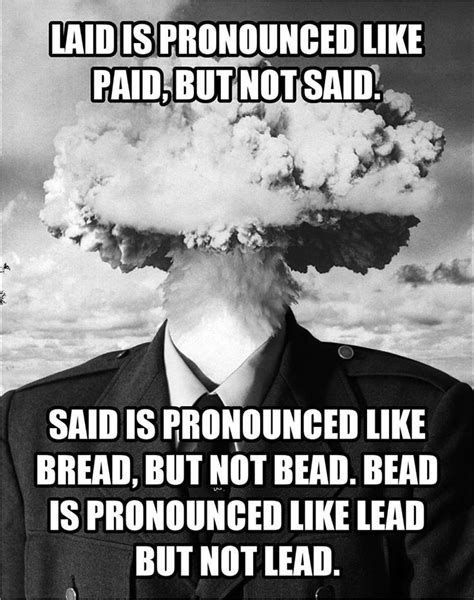 LAID IS PRONOUNCED LIKE
PAID, BUT NOT SAID.
SAID IS PRONOUNCED LIKE
BREAD, BUT NOT BEAD. BEAD
IS PRONOUNCED LIKE LEAD
BUT NOT LEAD.